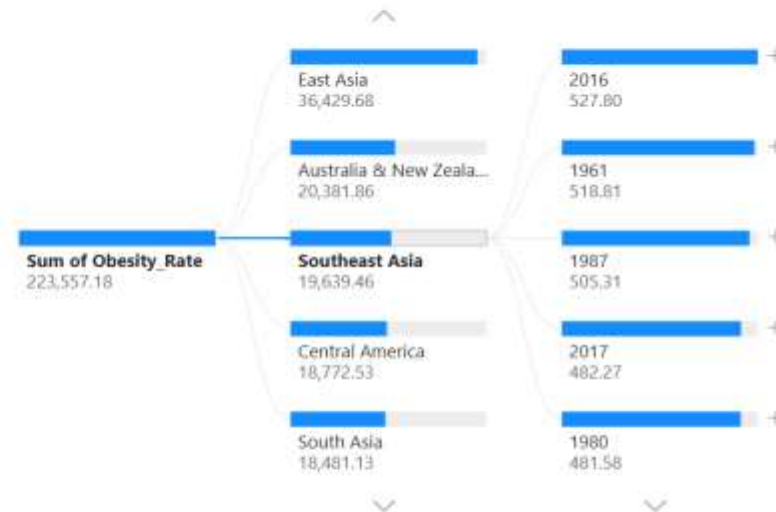 Sum of Obesity_Rate
223,557.18
East Asia
36,429.68
Australia & New Zeala...
20,381.86
Southeast Asia
19,639.46
Central America
18,772.53
South Asia
18,481.13
2016
527.80
1961
518.81
1987
505.31
2017
482.27
1980
481.58